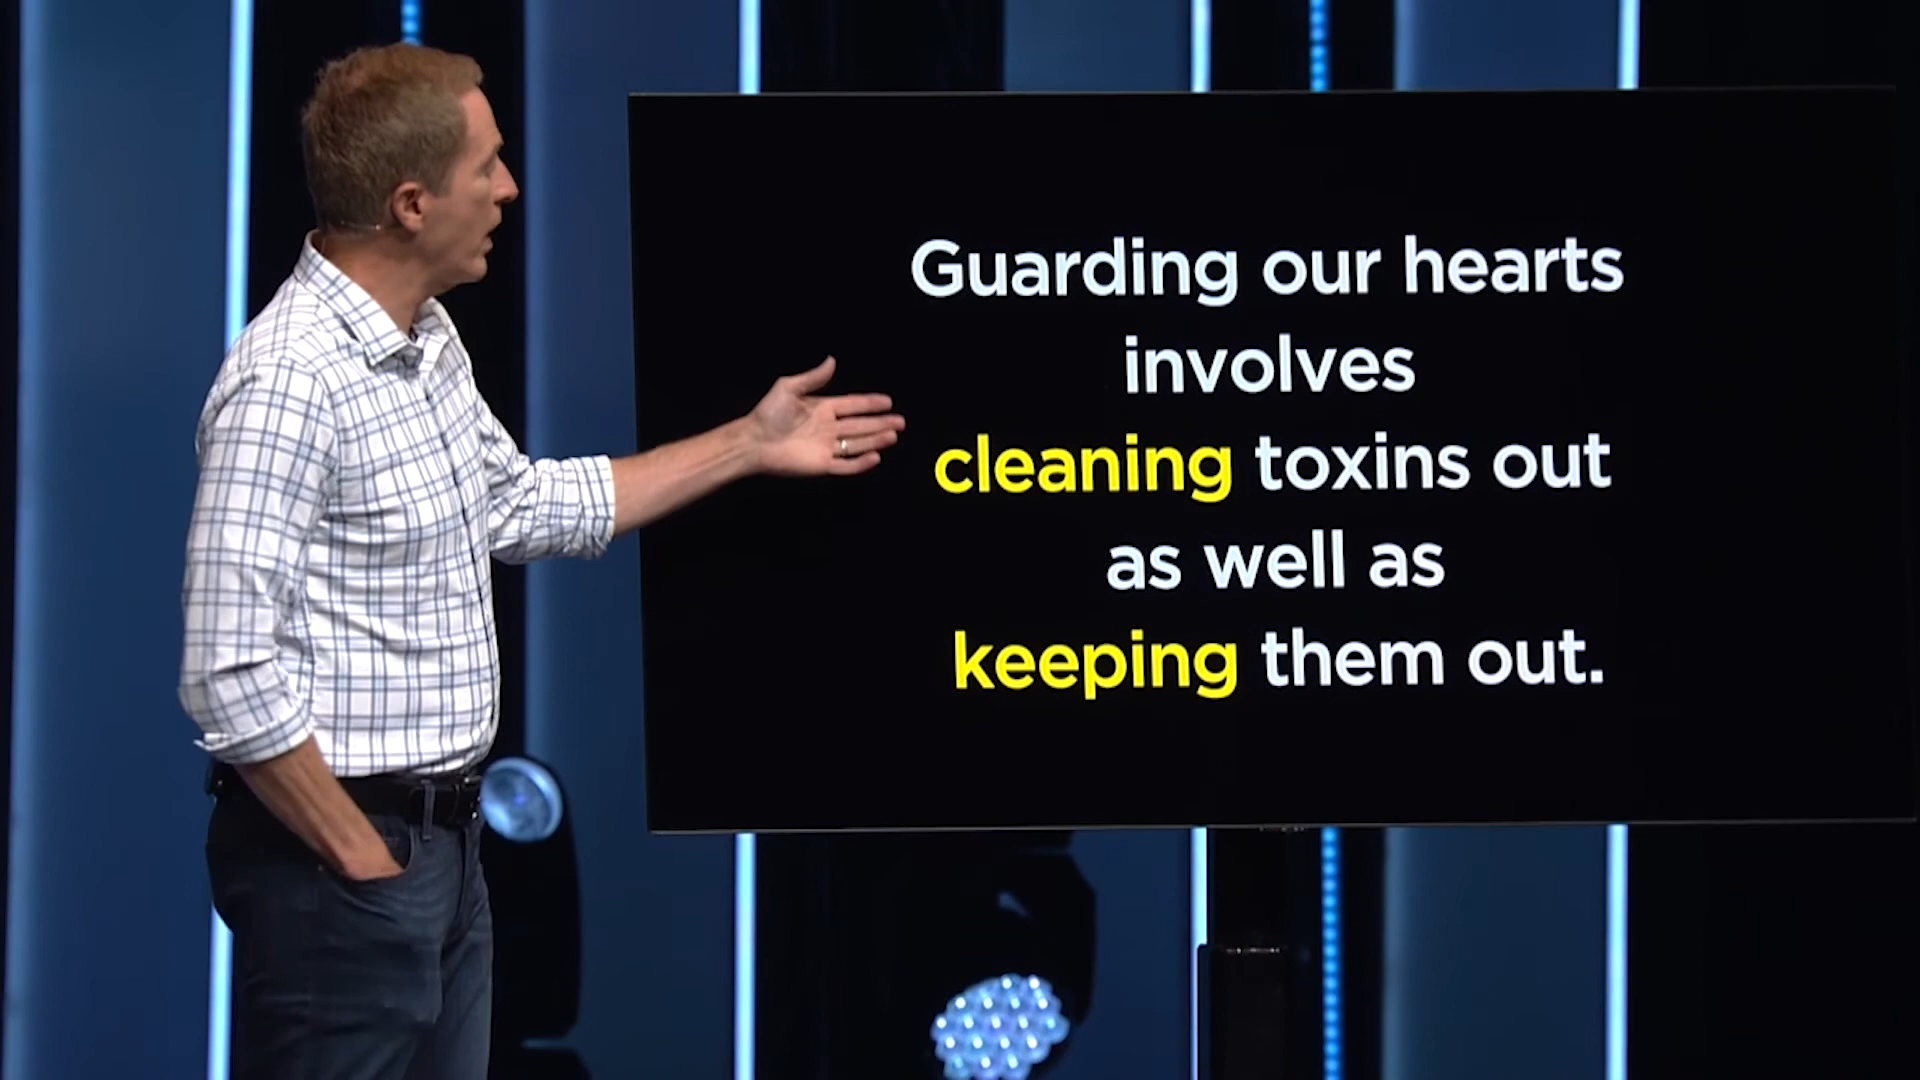 Guarding our hearts
involves
cleaning toxins out
as well as
keeping them out.